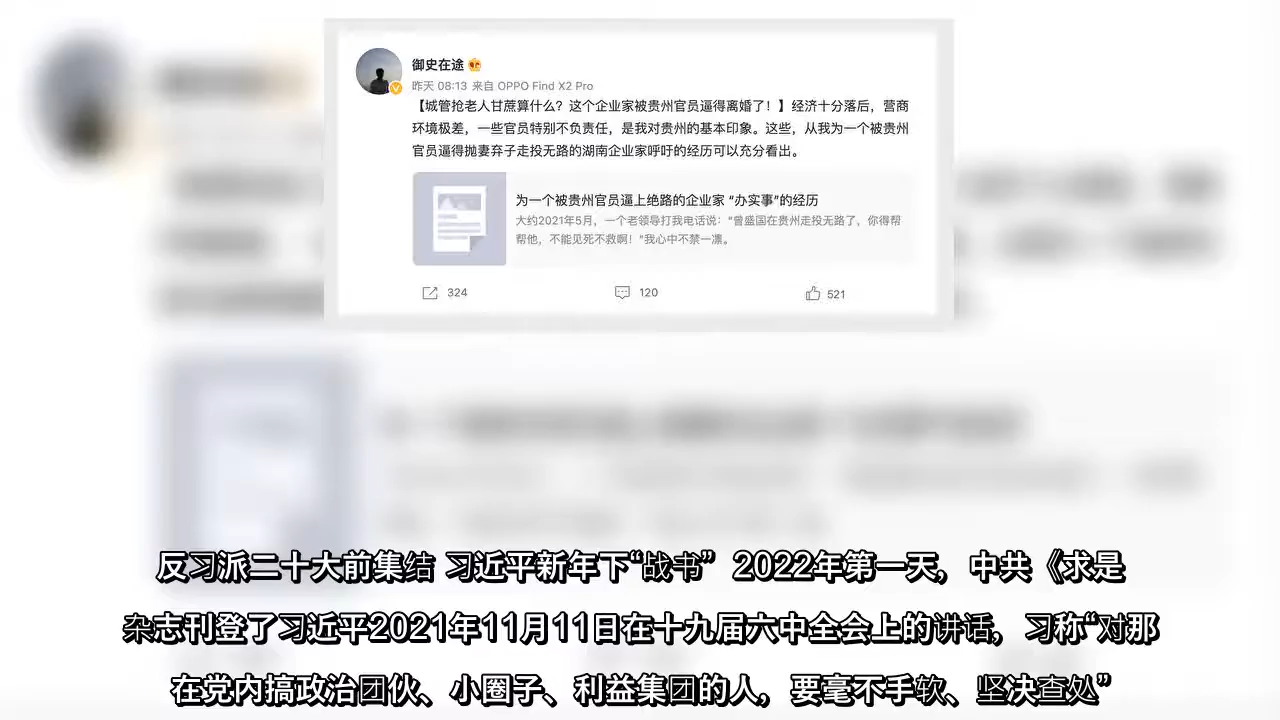 御史在途
昨天 08:13 来自 OPPO Find X2 Pro
【城管抢老人甘蔗算什么？这个企业家被贵州官员逼得离婚了！】经济十分落后，营商
环境极差，一些官员特别不负责任，是我对贵州的基本印象。这些，从我为一个被贵州
官员逼得抛妻弃子走投无路的湖南企业家呼吁的经历可以充分看出。
为一个被贵州官员逼上绝路的企业家 “办实事”的经历
大约2021年5月，一个老领导打我电话说：“曾盛国在贵州走投无路了，你得帮
帮他，不能见死不救啊！”我心中不禁一凛。
324
120
521
反习派二十大前集结 习近平新年下“战书” 2022年第一天，中共《求是
杂志刊登了习近平2021年11月11日在十九届六中全会上的讲话，习称“对那
在党内搞政治团伙、小圈子、利益集团的人，要毫不手软、坚决查处”